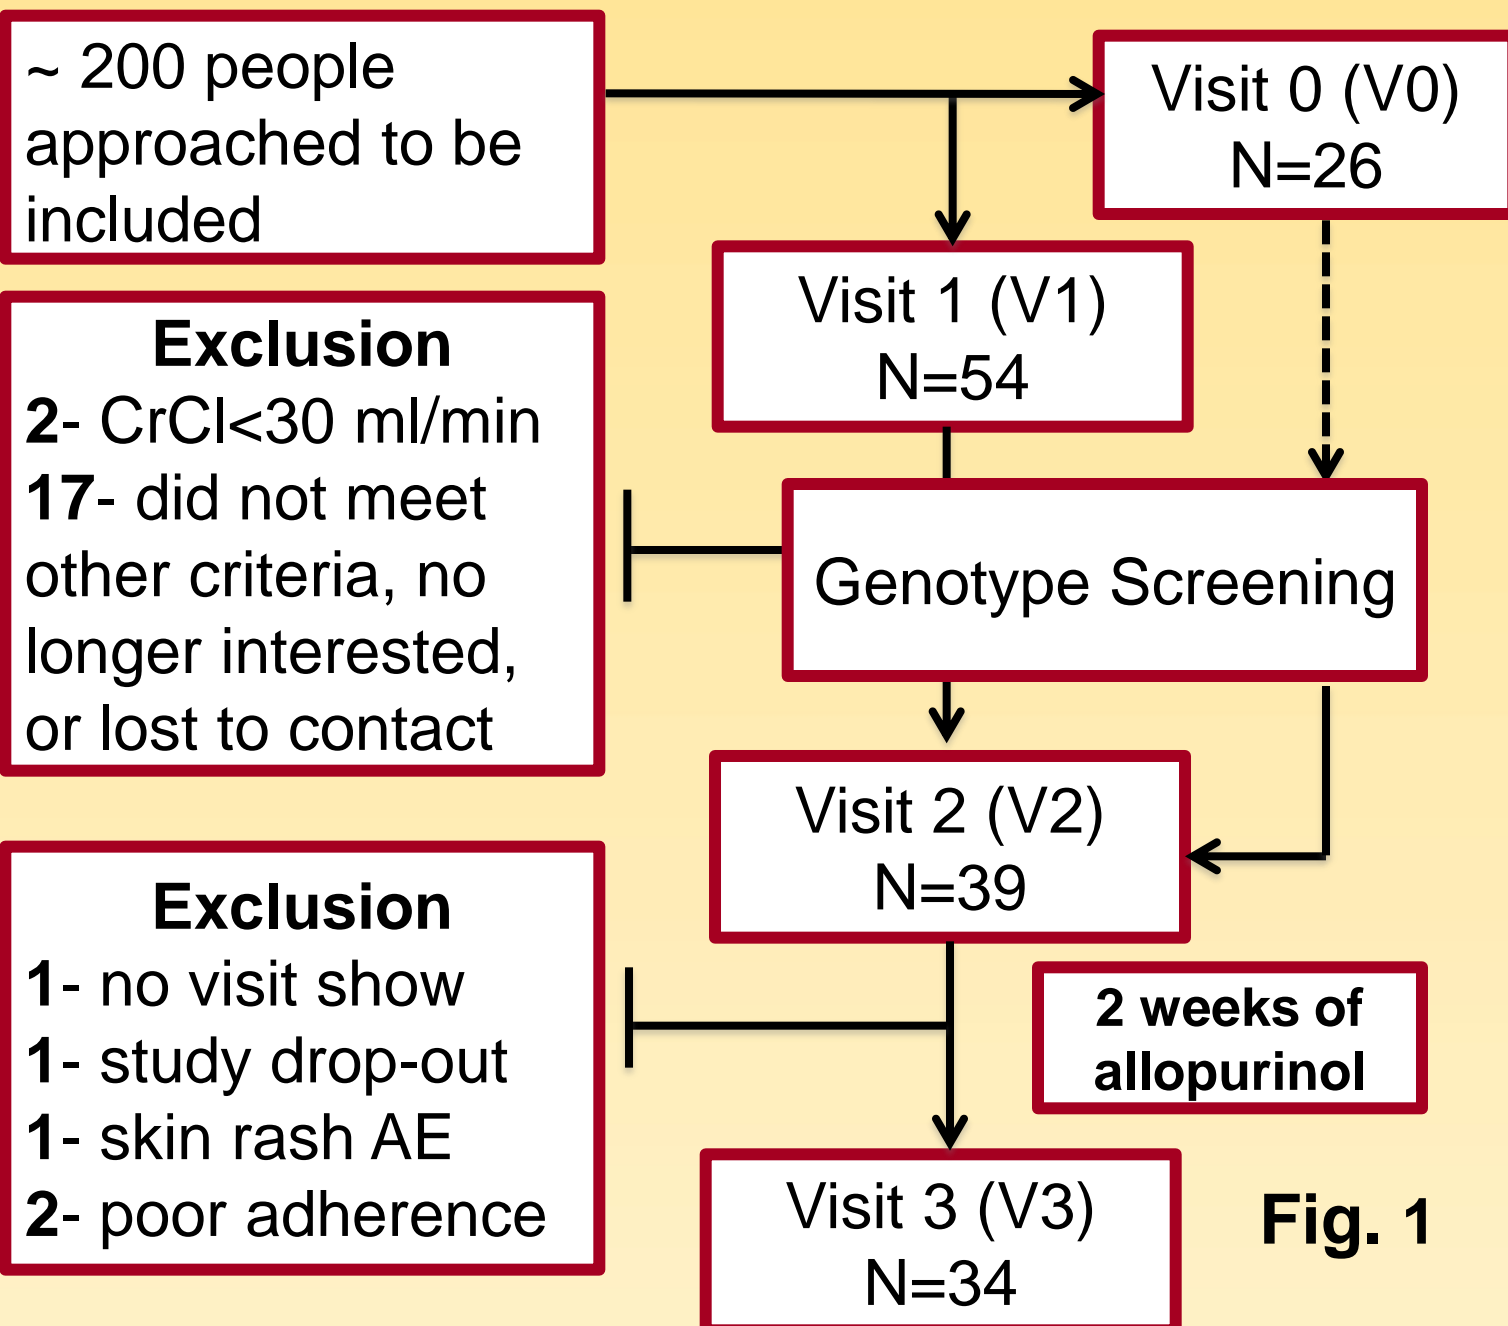 ~ 200 people
approached to be
included
Visit 0 (V0)
N=26
Visit 1 (V1)
N=54
Exclusion
2- CrCl<30 ml/min
17- did not meet
other criteria, no
longer interested,
or lost to contact
Genotype Screening
Visit 2 (V2)
N=39
Exclusion
1- no visit show
1- study drop-out
1- skin rash AE
2- poor adherence
2 weeks of
allopurinol
Visit 3 (V3)
N=34
Fig. 1